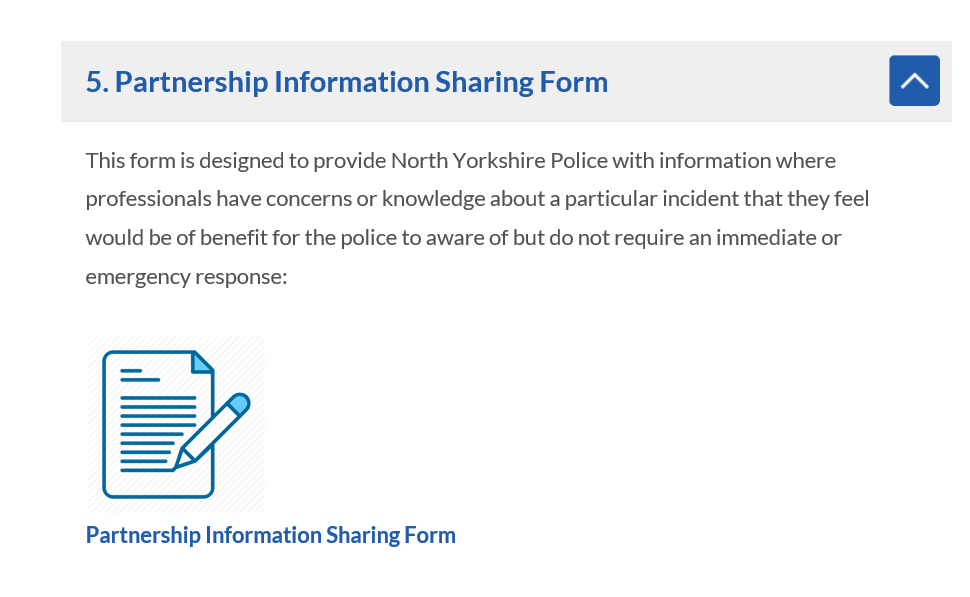 5. Partnership Information Sharing Form
This form is designed to provide North Yorkshire Police with information where
professionals have concerns or knowledge about a particular incident that they feel
would be of benefit for the police to aware of but do not require an immediate or
emergency response:
Partnership Information Sharing Form